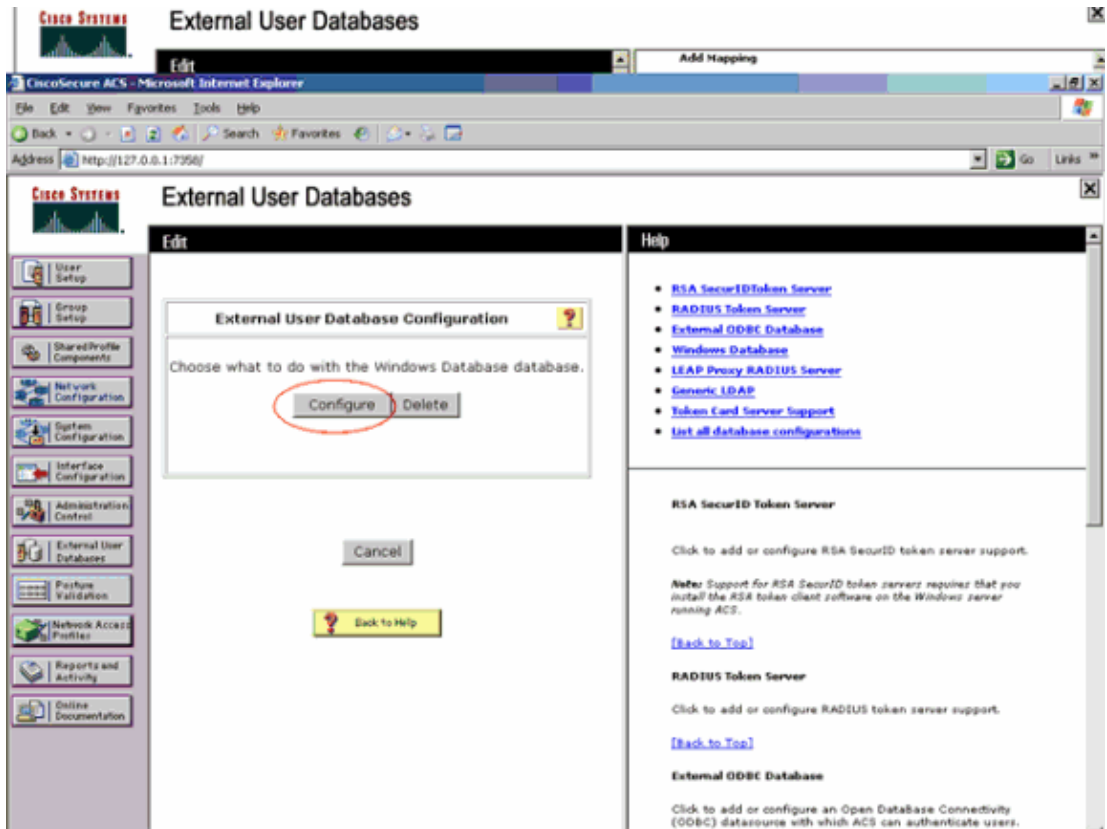 CISCO SYSTEMS
External User Databases
Edit
Add Mapping
CiscoSecure ACS - Microsoft Internet Explorer
File Edit View Favorites Tools Help
Back Search Favorites
Address http://127.0.0.1:7358/ Go Links »
CISCO SYSTEMS
External User Databases
Edit
Help
User Setup
Group Setup
Shared Profile Components
Network Configuration
System Configuration
Interface Configuration
Administration Control
External User Databases
Posture Validation
Network Access Profiles
Reports and Activity
Online Documentation
External User Database Configuration
Choose what to do with the Windows Database database.
Configure Delete
Cancel
Back to Help
RSA SecurIDToken Server
RADIUS Token Server
External ODBC Database
Windows Database
LEAP Proxy RADIUS Server
Generic LDAP
Token Card Server Support
List all database configurations
RSA SecurID Token Server
Click to add or configure RSA SecurID token server support.
Note: Support for RSA SecurID token servers requires that you
install the RSA token client software on the Windows server
running ACS.
[Back to Top]
RADIUS Token Server
Click to add or configure RADIUS token server support.
[Back to Top]
External ODBC Database
Click to add or configure an Open DataBase Connectivity
(ODBC) datasource with which ACS can authenticate users.